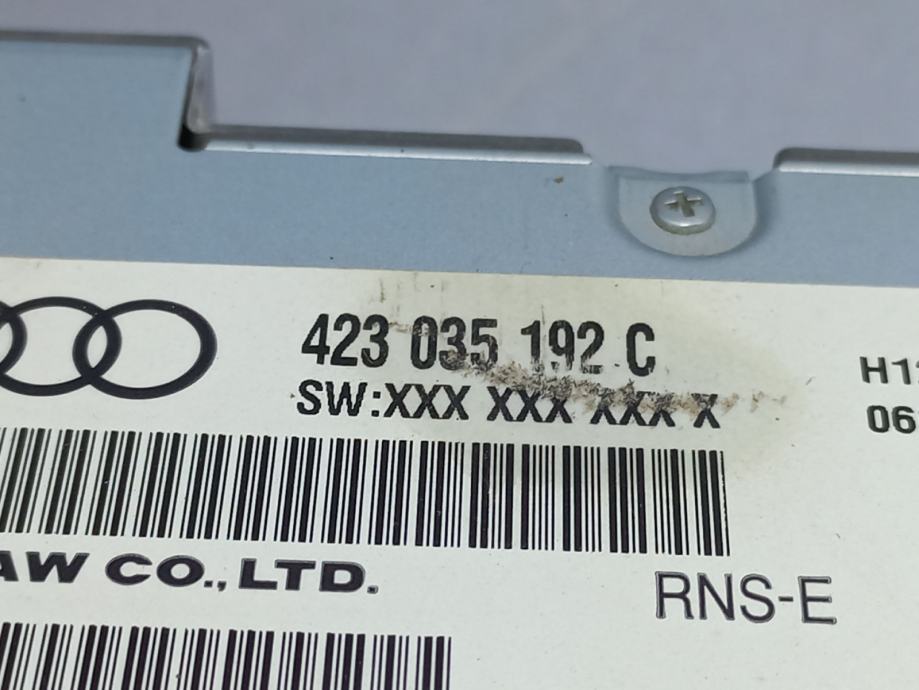 423 035 192 C
SW:XXX XXX XXX X
AW CO.,LTD.
RNS-E